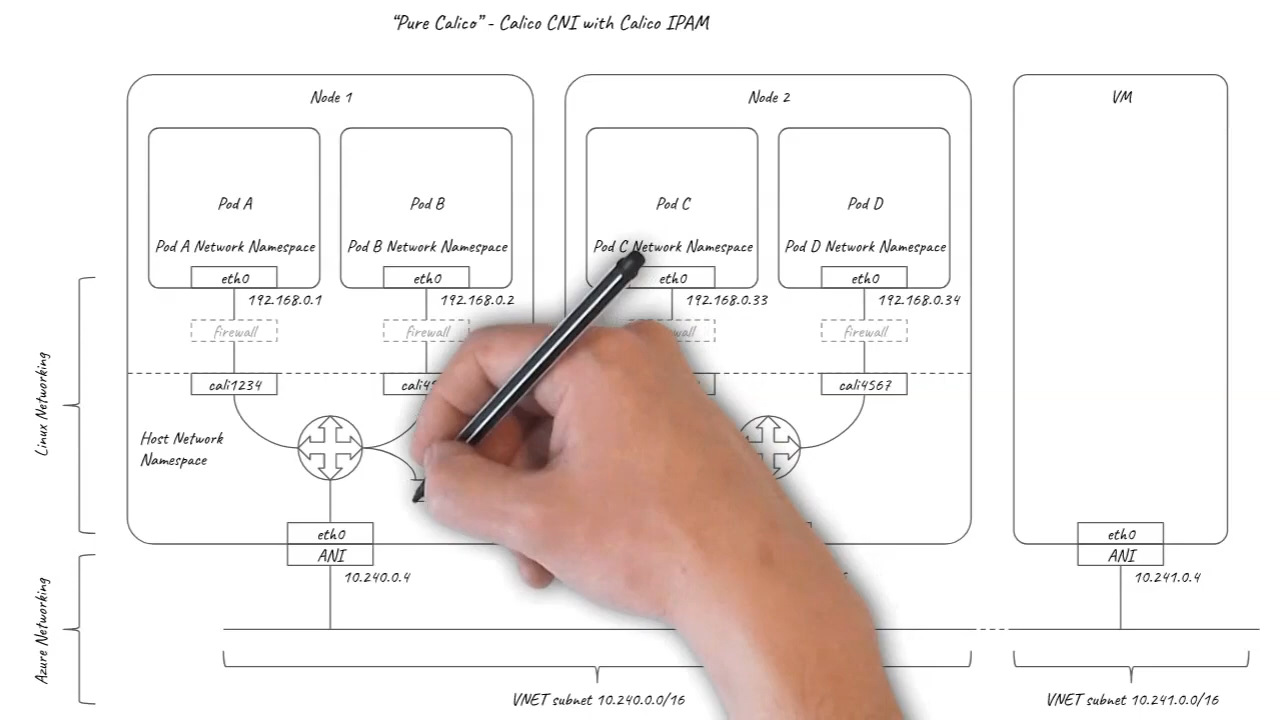 "Pure Calico" - Calico CNI with Calico IPAM
Node 1
Node 2
VM
Pod A
Pod B
Pod C
Pod D
Pod A Network Namespace
Pod B Network Namespace
Pod C Network Namespace
Pod D Network Namespace
eth0
eth0
eth0
eth0
192.168.0.1
192.168.0.2
192.168.0.33
192.168.0.34
firewall
firewall
firewall
cali1234
cali4567
Linux Networking
Host Network
Namespace
eth0
eth0
ANI
ANI
10.240.0.4
10.241.0.4
Azure Networking
VNET subnet 10.240.0.0/16
VNET subnet 10.241.0.0/16